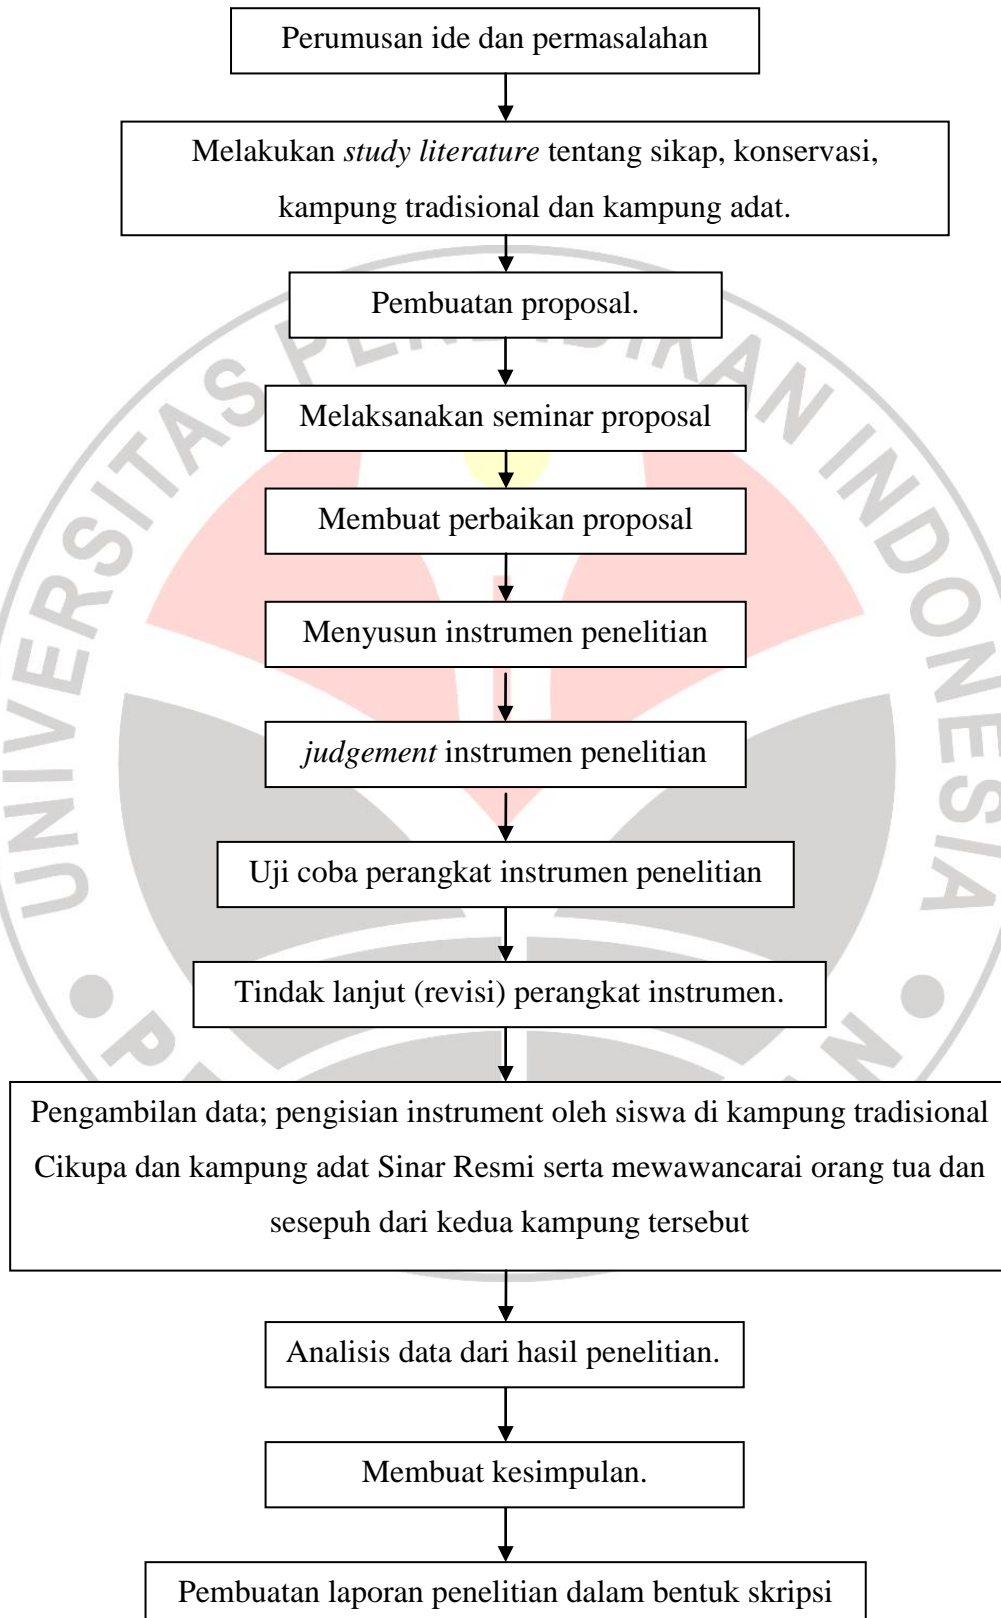 Perumusan ide dan permasalahan
Melakukan study literature tentang sikap, konservasi,
kampung tradisional dan kampung adat.
Pembuatan proposal.
Melaksanakan seminar proposal
Membuat perbaikan proposal
Menyusun instrumen penelitian
judgement instrumen penelitian
Uji coba perangkat instrumen penelitian
Tindak lanjut (revisi) perangkat instrumen.
Pengambilan data; pengisian instrument oleh siswa di kampung tradisional
Cikupa dan kampung adat Sinar Resmi serta mewawancarai orang tua dan
sesepuh dari kedua kampung tersebut
Analisis data dari hasil penelitian.
Membuat kesimpulan.
Pembuatan laporan penelitian dalam bentuk skripsi
UNIVERSITAS PENDIDIKAN INDONESIA